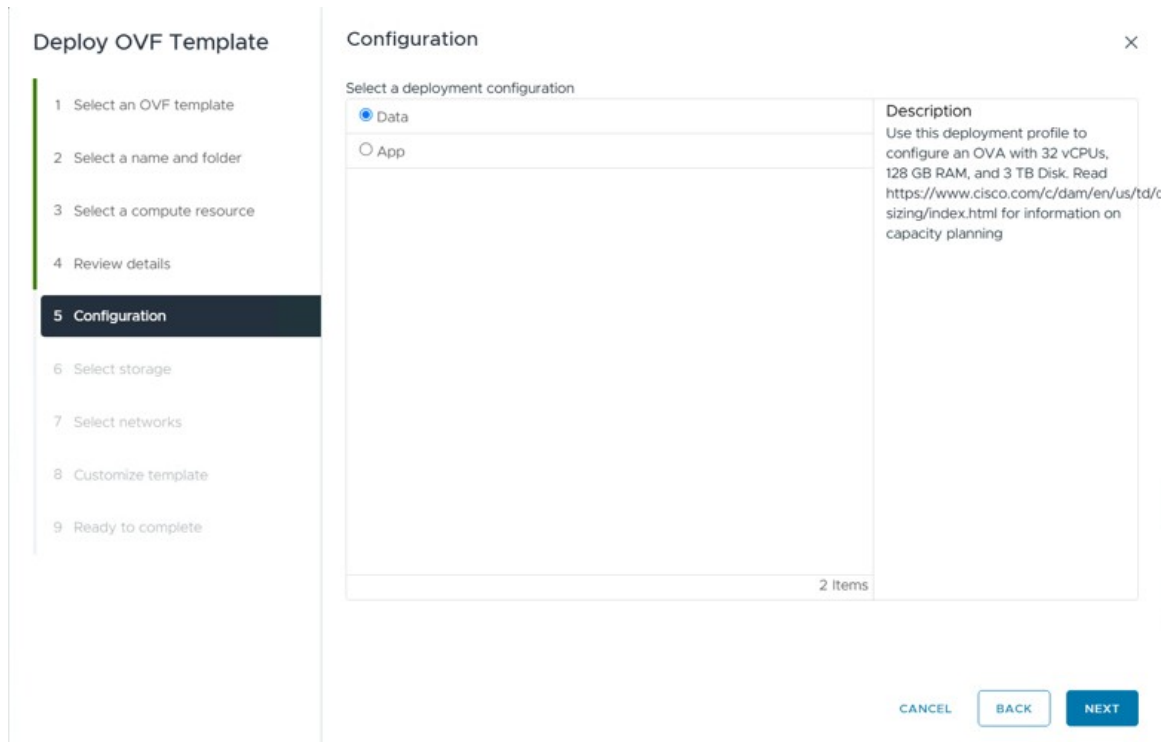 Deploy OVF Template
1 Select an OVF template
2 Select a name and folder
3 Select a compute resource
4 Review details
5 Configuration
6 Select storage
7 Select networks
8 Customize template
9 Ready to complete
Configuration
Select a deployment configuration
Data
App
2 Items
Description
Use this deployment profile to
configure an OVA with 32 vCPUs,
128 GB RAM, and 3 TB Disk. Read
https://www.cisco.com/c/dam/en/us/td/
sizing/index.html for information on
capacity planning
CANCEL
BACK
NEXT